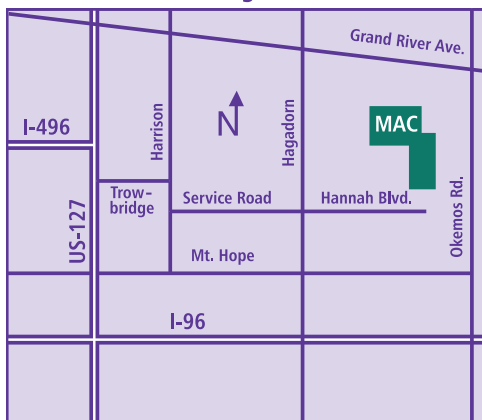 Grand River Ave.
MAC
I-496
Harrison
N
Hagadorn
Trow-
bridge
Service Road
Hannah Blvd.
US-127
Okemos Rd.
Mt. Hope
I-96